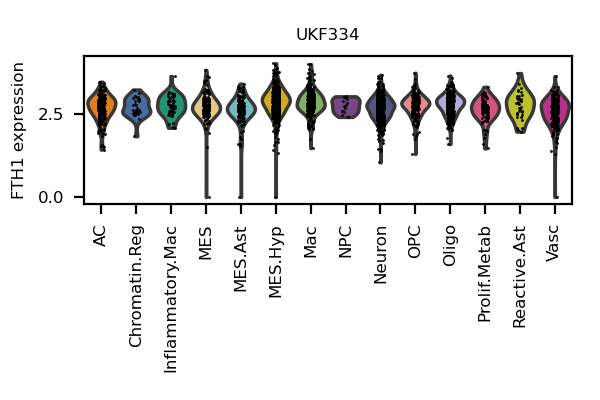 UKF334
FTH1 expression
2.5
0.0
AC
Chromatin.Reg
Inflammatory.Mac
MES
MES.Ast
MES.Hyp
Mac
NPC
Neuron
OPC
Oligo
Prolif.Metab
Reactive.Ast
Vasc